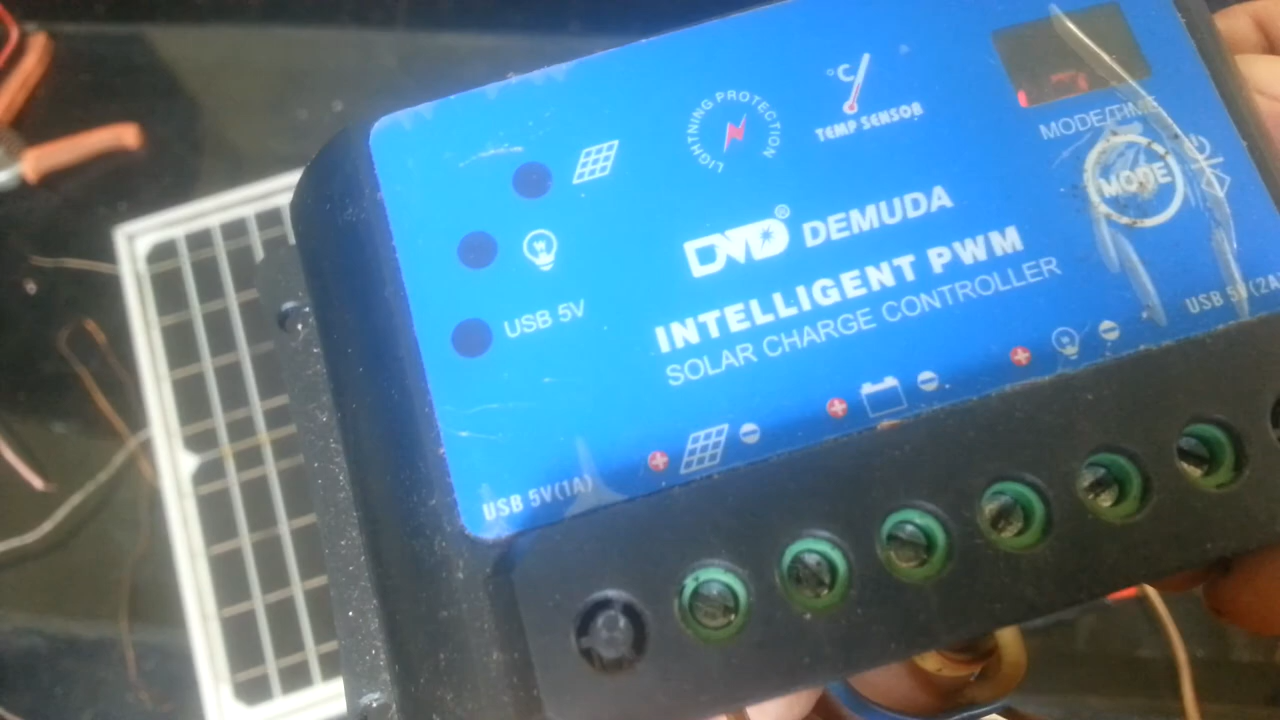 LIGHTNING PROTECTION
°C
TEMP SENSOR
MODE/TIME
MODE
DVD® DEMUDA
INTELLIGENT PWM
SOLAR CHARGE CONTROLLER
USB 5V
USB 5V(1A)
USB 5V(2A)